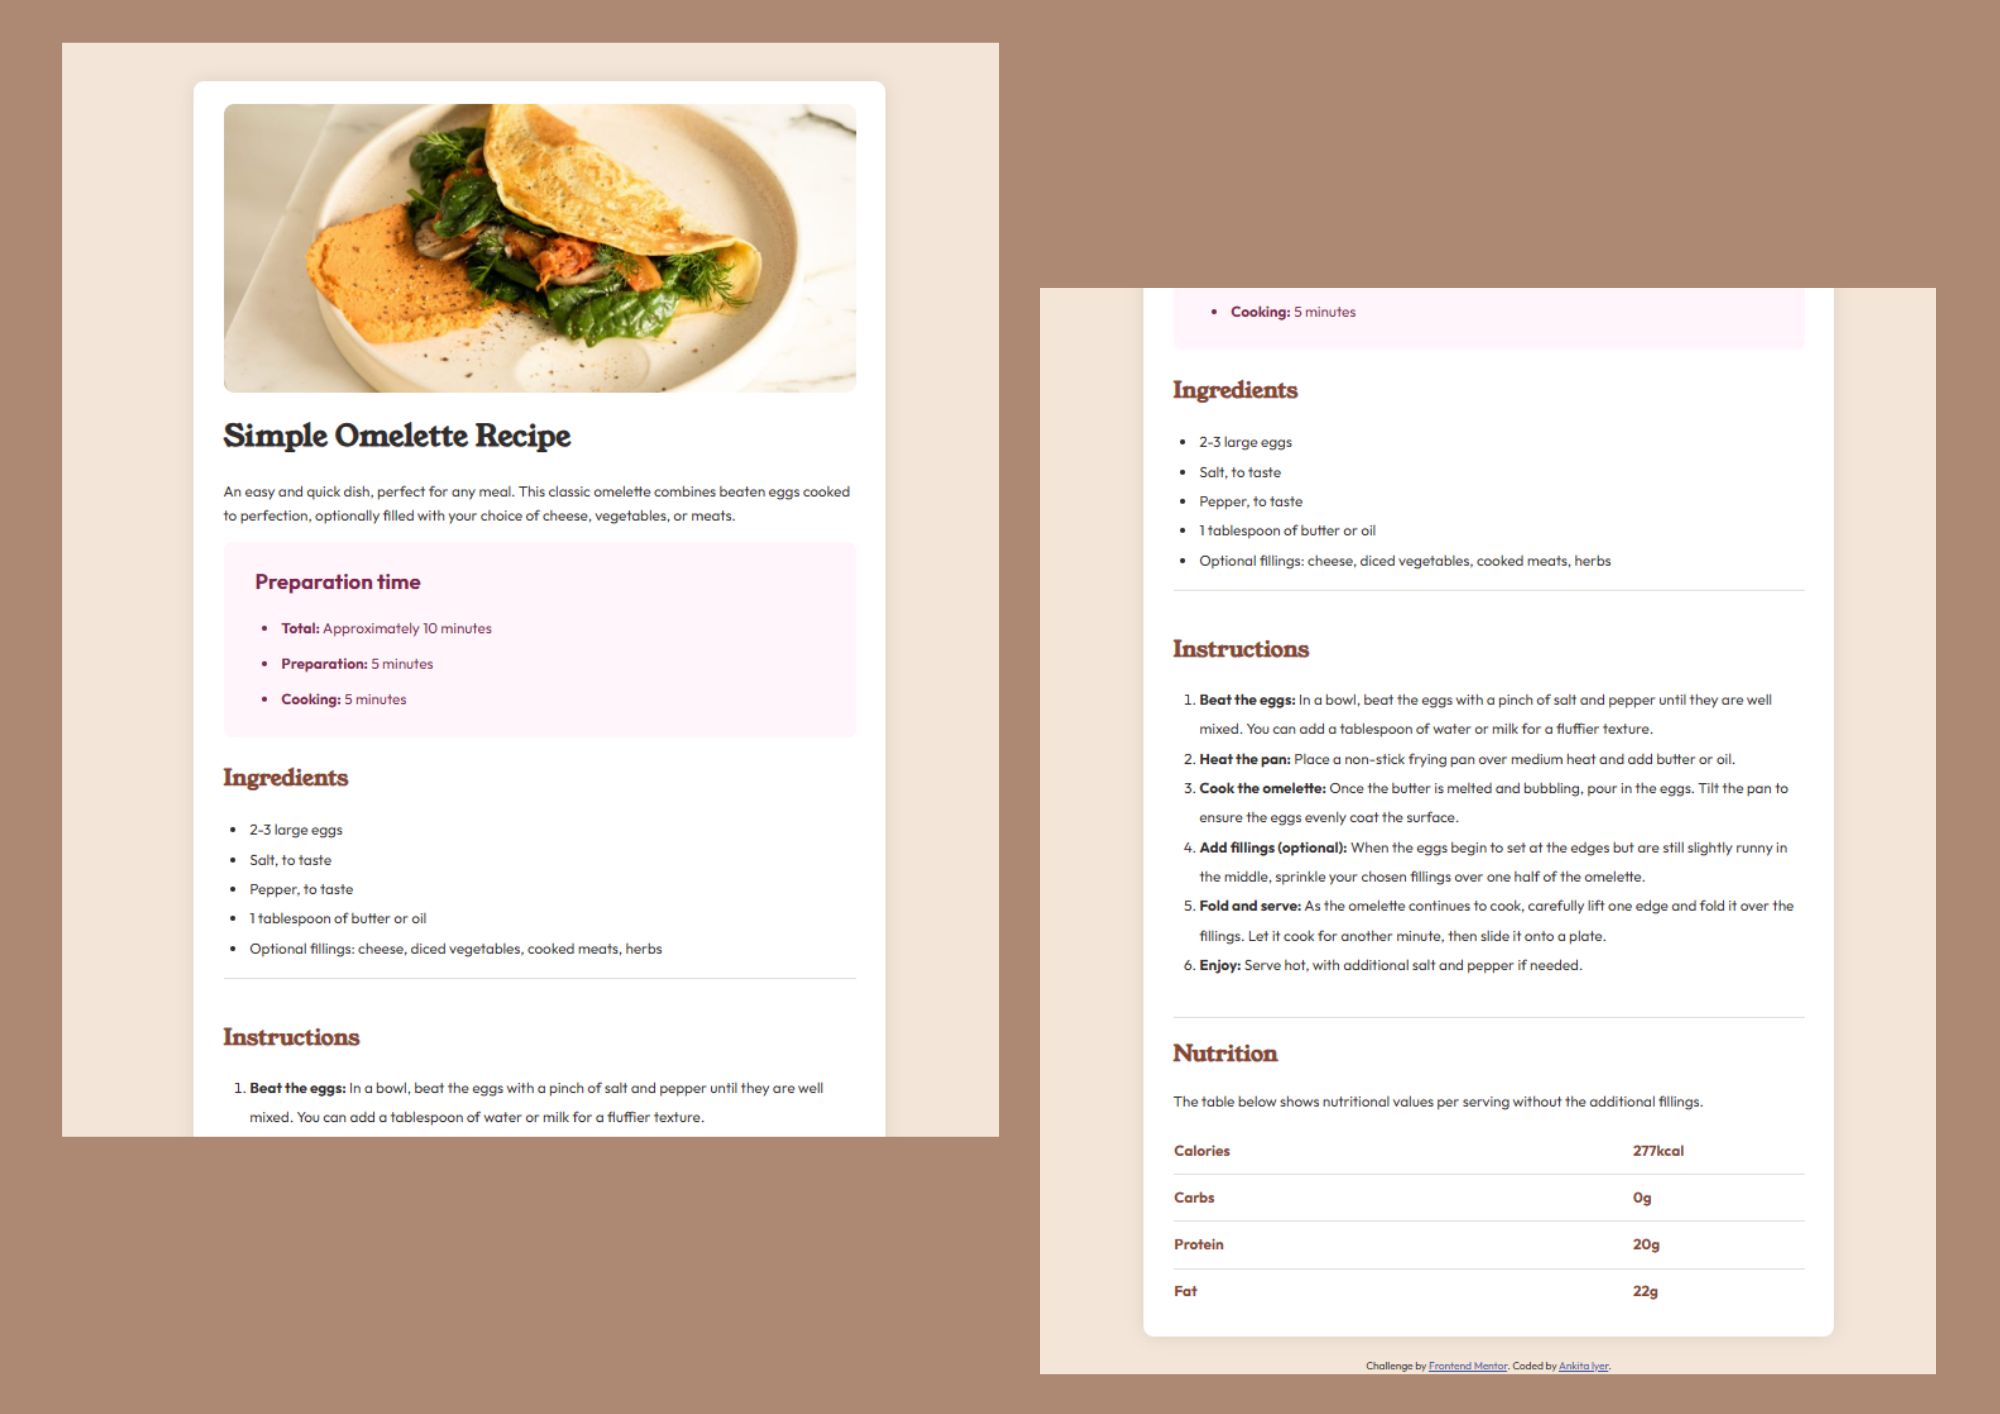 Simple Omelette Recipe
An easy and quick dish, perfect for any meal. This classic omelette combines beaten eggs cooked
to perfection, optionally filled with your choice of cheese, vegetables, or meats.
Preparation time
• Total: Approximately 10 minutes
• Preparation: 5 minutes
• Cooking: 5 minutes
Ingredients
• 2-3 large eggs
• Salt, to taste
• Pepper, to taste
• 1 tablespoon of butter or oil
• Optional fillings: cheese, diced vegetables, cooked meats, herbs
Instructions
1. Beat the eggs: In a bowl, beat the eggs with a pinch of salt and pepper until they are well
mixed. You can add a tablespoon of water or milk for a fluffier texture.
• Cooking: 5 minutes
Ingredients
• 2-3 large eggs
• Salt, to taste
• Pepper, to taste
• 1 tablespoon of butter or oil
• Optional fillings: cheese, diced vegetables, cooked meats, herbs
Instructions
1. Beat the eggs: In a bowl, beat the eggs with a pinch of salt and pepper until they are well
mixed. You can add a tablespoon of water or milk for a fluffier texture.
2. Heat the pan: Place a non-stick frying pan over medium heat and add butter or oil.
3. Cook the omelette: Once the butter is melted and bubbling, pour in the eggs. Tilt the pan to
ensure the eggs evenly coat the surface.
4. Add fillings (optional): When the eggs begin to set at the edges but are still slightly runny in
the middle, sprinkle your chosen fillings over one half of the omelette.
5. Fold and serve: As the omelette continues to cook, carefully lift one edge and fold it over the
fillings. Let it cook for another minute, then slide it onto a plate.
6. Enjoy: Serve hot, with additional salt and pepper if needed.
Nutrition
The table below shows nutritional values per serving without the additional fillings.
Calories 277kcal
Carbs 0g
Protein 20g
Fat 22g
Challenge by Frontend Mentor. Coded by Ankita Iyer.